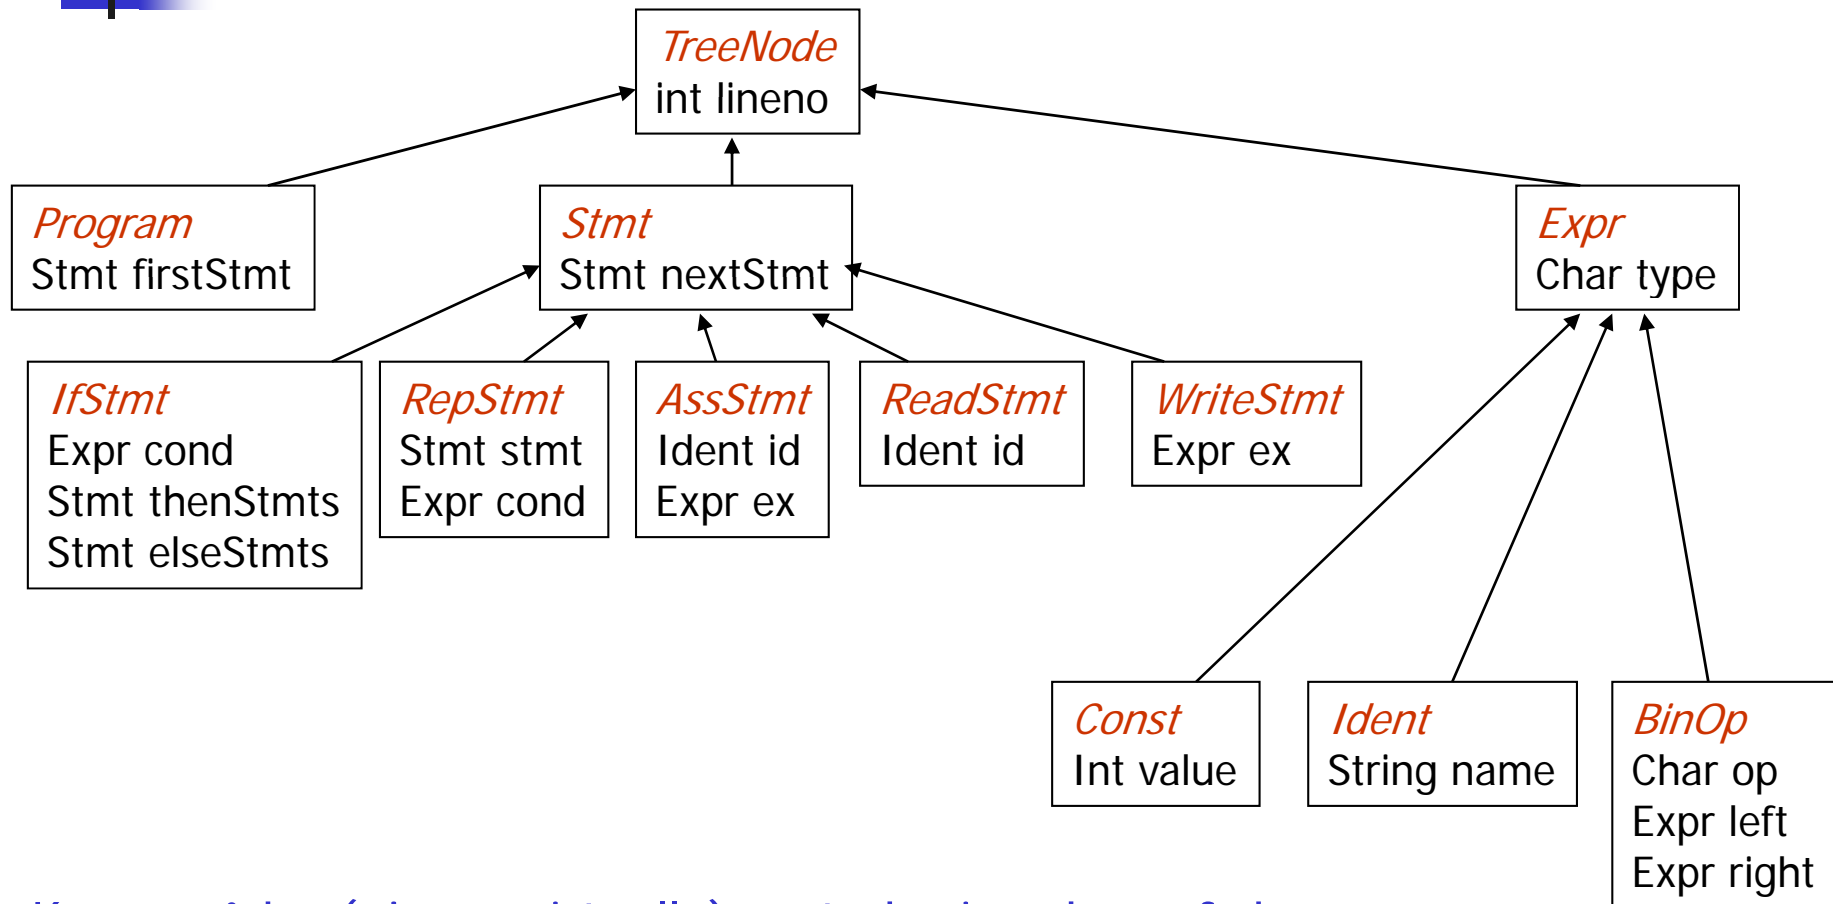 TreeNode
int lineno
Program
Stmt firstStmt
Stmt
Stmt nextStmt
Expr
Char type
IfStmt
Expr cond
Stmt thenStmts
Stmt elseStmts
RepStmt
Stmt stmt
Expr cond
AssStmt
Ident id
Expr ex
ReadStmt
Ident id
WriteStmt
Expr ex
Const
Int value
Ident
String name
BinOp
Char op
Expr left
Expr right